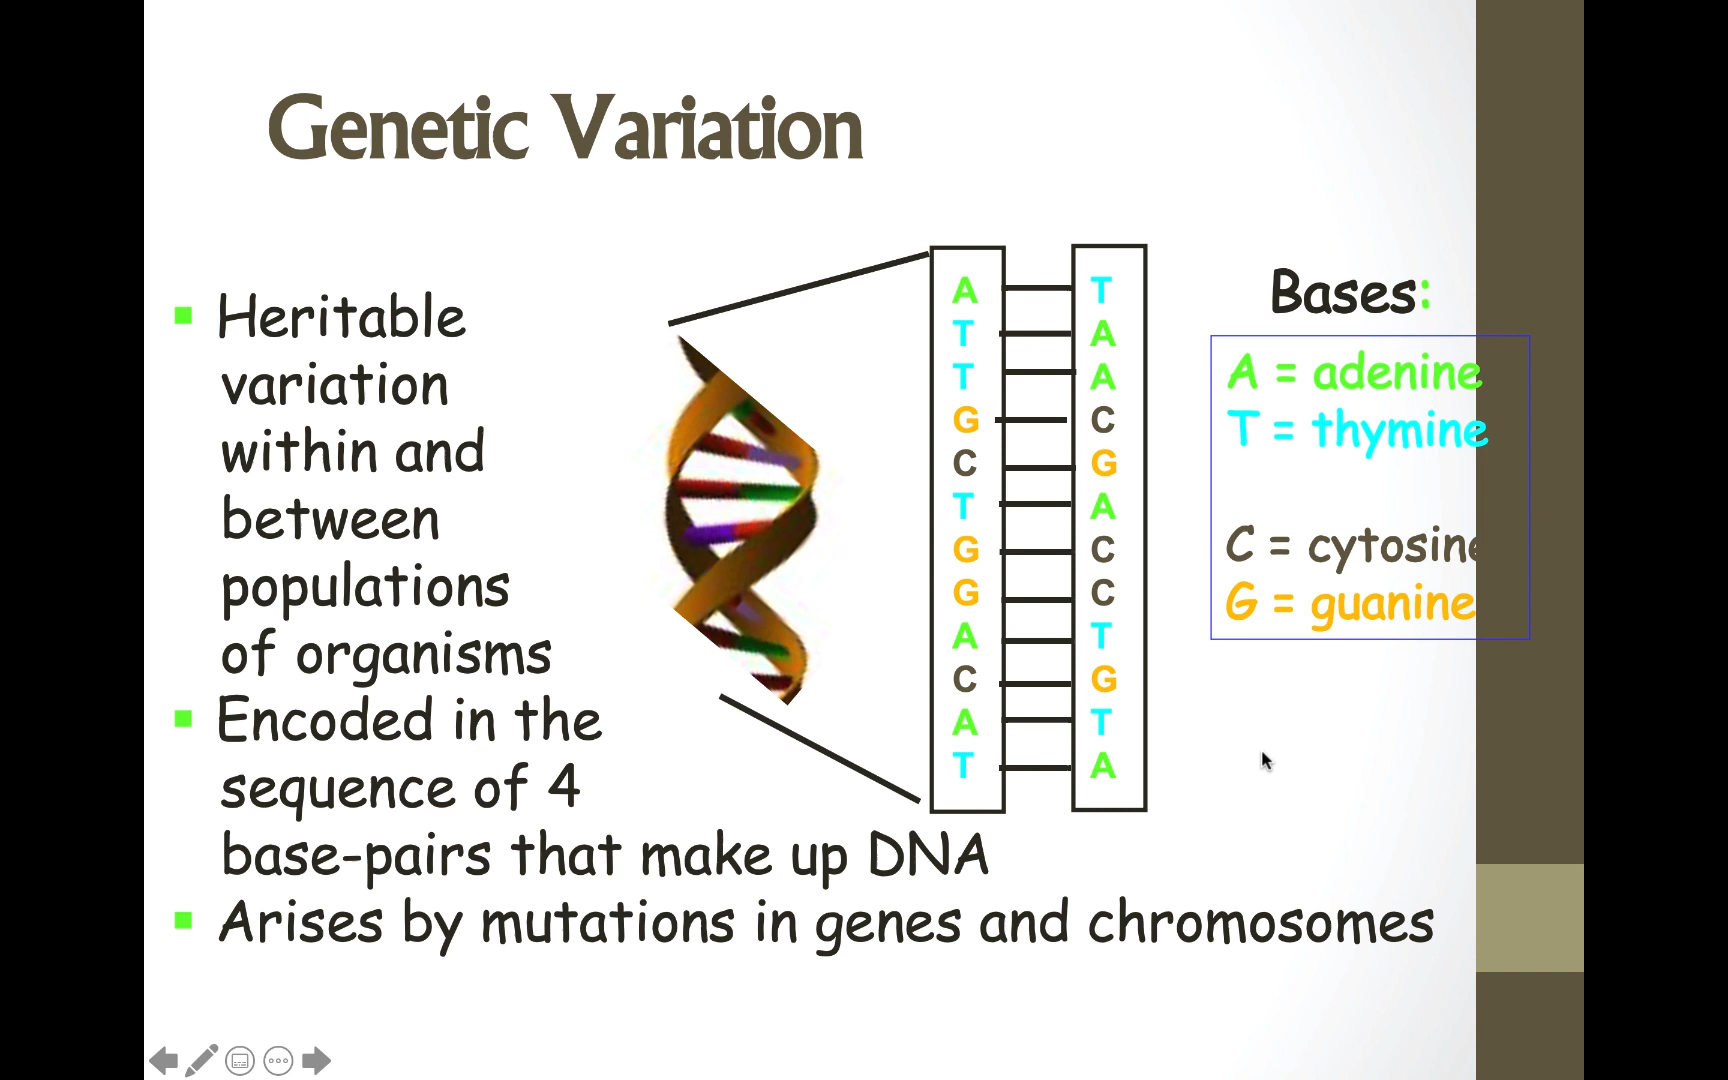 Genetic Variation
Heritable
variation
within and
between
populations
of organisms
Encoded in the
sequence of 4
base-pairs that make up DNA
Arises by mutations in genes and chromosomes
A T
T A
T A
G C
C G
T A
G C
G C
A T
C G
A T
T A
Bases:
A = adenine
T = thymine
C = cytosine
G = guanine